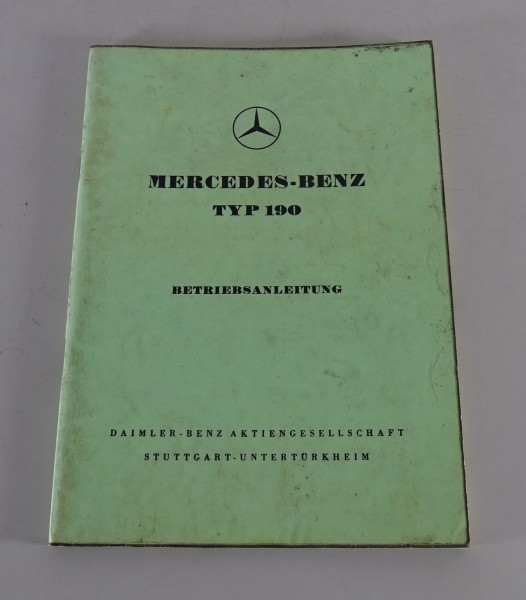 MERCEDES-BENZ
TYP 190
BETRIEBSANLEITUNG
DAIMLER-BENZ AKTIENGESELLSCHAFT
STUTTGART-UNTERTÜRKHEIM